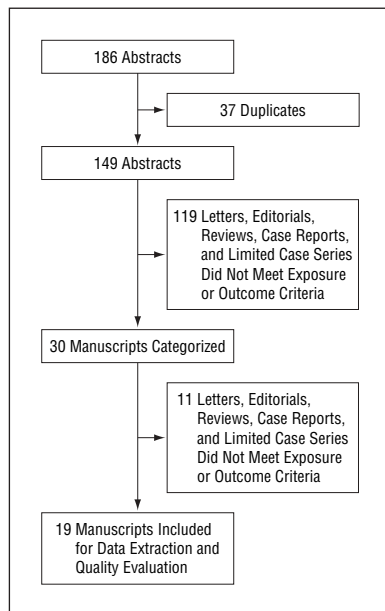 186 Abstracts
37 Duplicates
149 Abstracts
119 Letters, Editorials,
Reviews, Case Reports,
and Limited Case Series
Did Not Meet Exposure
or Outcome Criteria
30 Manuscripts Categorized
11 Letters, Editorials,
Reviews, Case Reports,
and Limited Case Series
Did Not Meet Exposure
or Outcome Criteria
19 Manuscripts Included
for Data Extraction and
Quality Evaluation